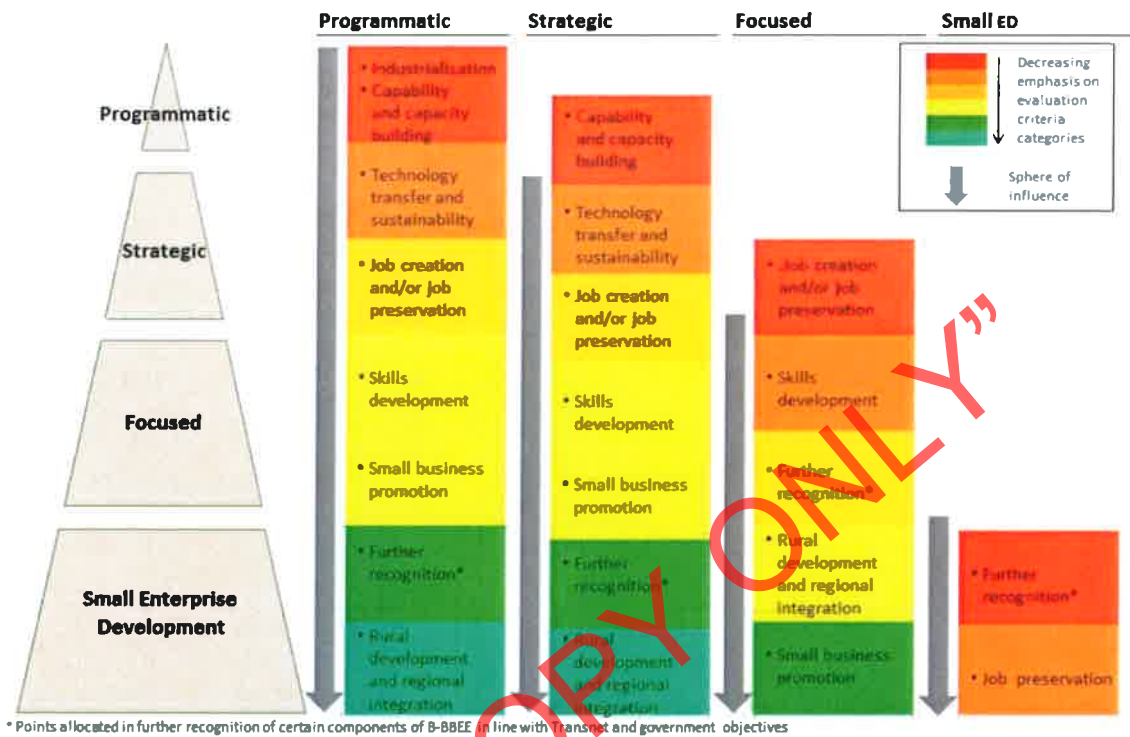 Programmatic
Strategic
Focused
Small ED
Decreasing
emphasis on
evaluation
criteria
categories
Sphere of
influence
Programmatic
Strategic
Focused
Small Enterprise
Development
• Industrialisation
• Capability
and capacity
building
• Technology
transfer and
sustainability
• Job creation
and/or job
preservation
• Skills
development
• Small business
promotion
• Further
recognition*
• Rural
development
and regional
integration
• Capability
and capacity
building
• Technology
transfer and
sustainability
• Job creation
and/or job
preservation
• Skills
development
• Small business
promotion
• Further
recognition*
• Rural
development
and regional
integration
• Job creation
and/or job
preservation
• Skills
development
• Further
recognition*
• Rural
development
and regional
integration
• Small business
promotion
• Further
recognition*
• Job preservation
* Points allocated in further recognition of certain components of B-BBEE in line with Transnet and government objectives
OPY ONLY”